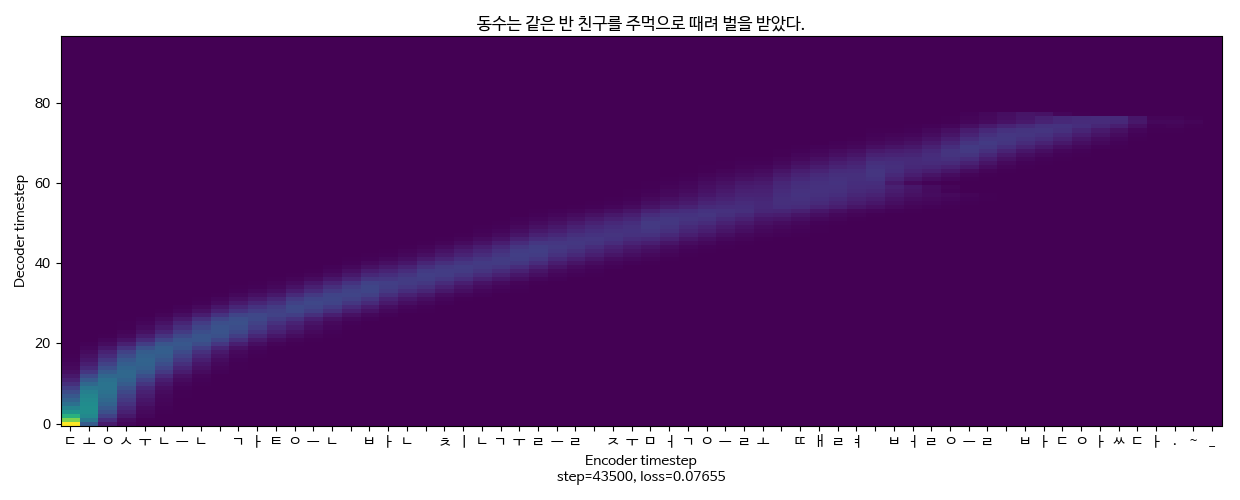 동수는 같은 반 친구를 주먹으로 때려 벌을 받았다.
Decoder timestep
80
60
40
20
0
ㄷ ㅗ ㅇ ㅅ ㅜ ㄴ ㅡ ㄴ   ㄱ ㅏ ㅌ ㅇ ㅡ ㄴ   ㅂ ㅏ ㄴ   ㅊ ㅣ ㄴ ㄱ ㅜ ㄹ ㅡ ㄹ   ㅈ ㅜ ㅁ ㅓ ㄱ ㅇ ㅡ ㄹ ㅗ   ㄸ ㅐ ㄹ ㅕ   ㅂ ㅓ ㄹ ㅇ ㅡ ㄹ   ㅂ ㅏ ㄷ ㅇ ㅏ ㅆ ㄷ ㅏ . ~ _
Encoder timestep
step=43500, loss=0.07655